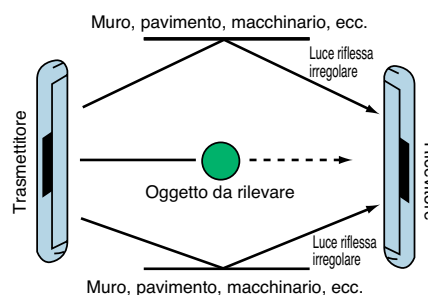 Muro, pavimento, macchinario, ecc.
Luce riflessa
irregolare
Trasmettitore
Oggetto da rilevare
Luce riflessa
irregolare
Muro, pavimento, macchinario, ecc.